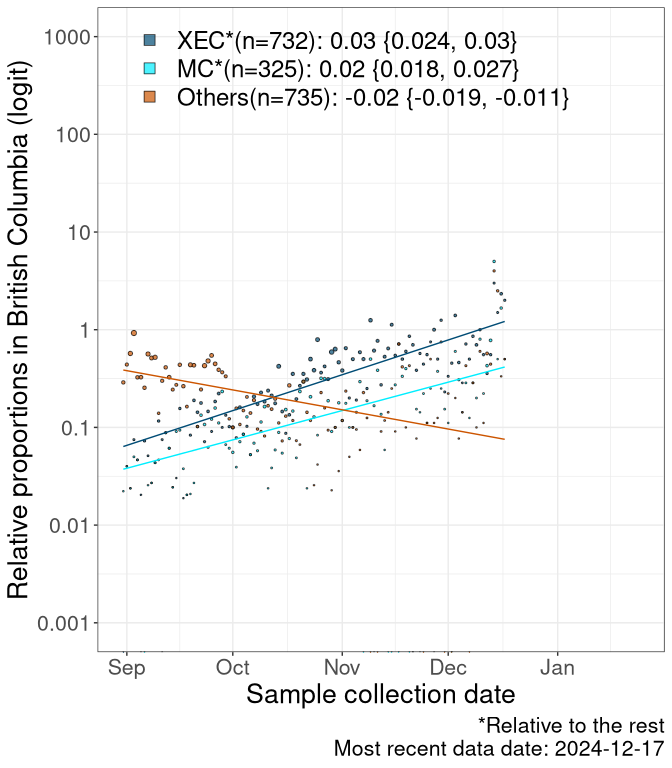 XEC*(n=732): 0.03 {0.024, 0.03}
MC*(n=325): 0.02 {0.018, 0.027}
Others(n=735): -0.02 {-0.019, -0.011}
Relative proportions in British Columbia (logit)
1000
100
10
1
0.1
0.01
0.001
Sep Oct Nov Dec Jan
Sample collection date
*Relative to the rest
Most recent data date: 2024-12-17